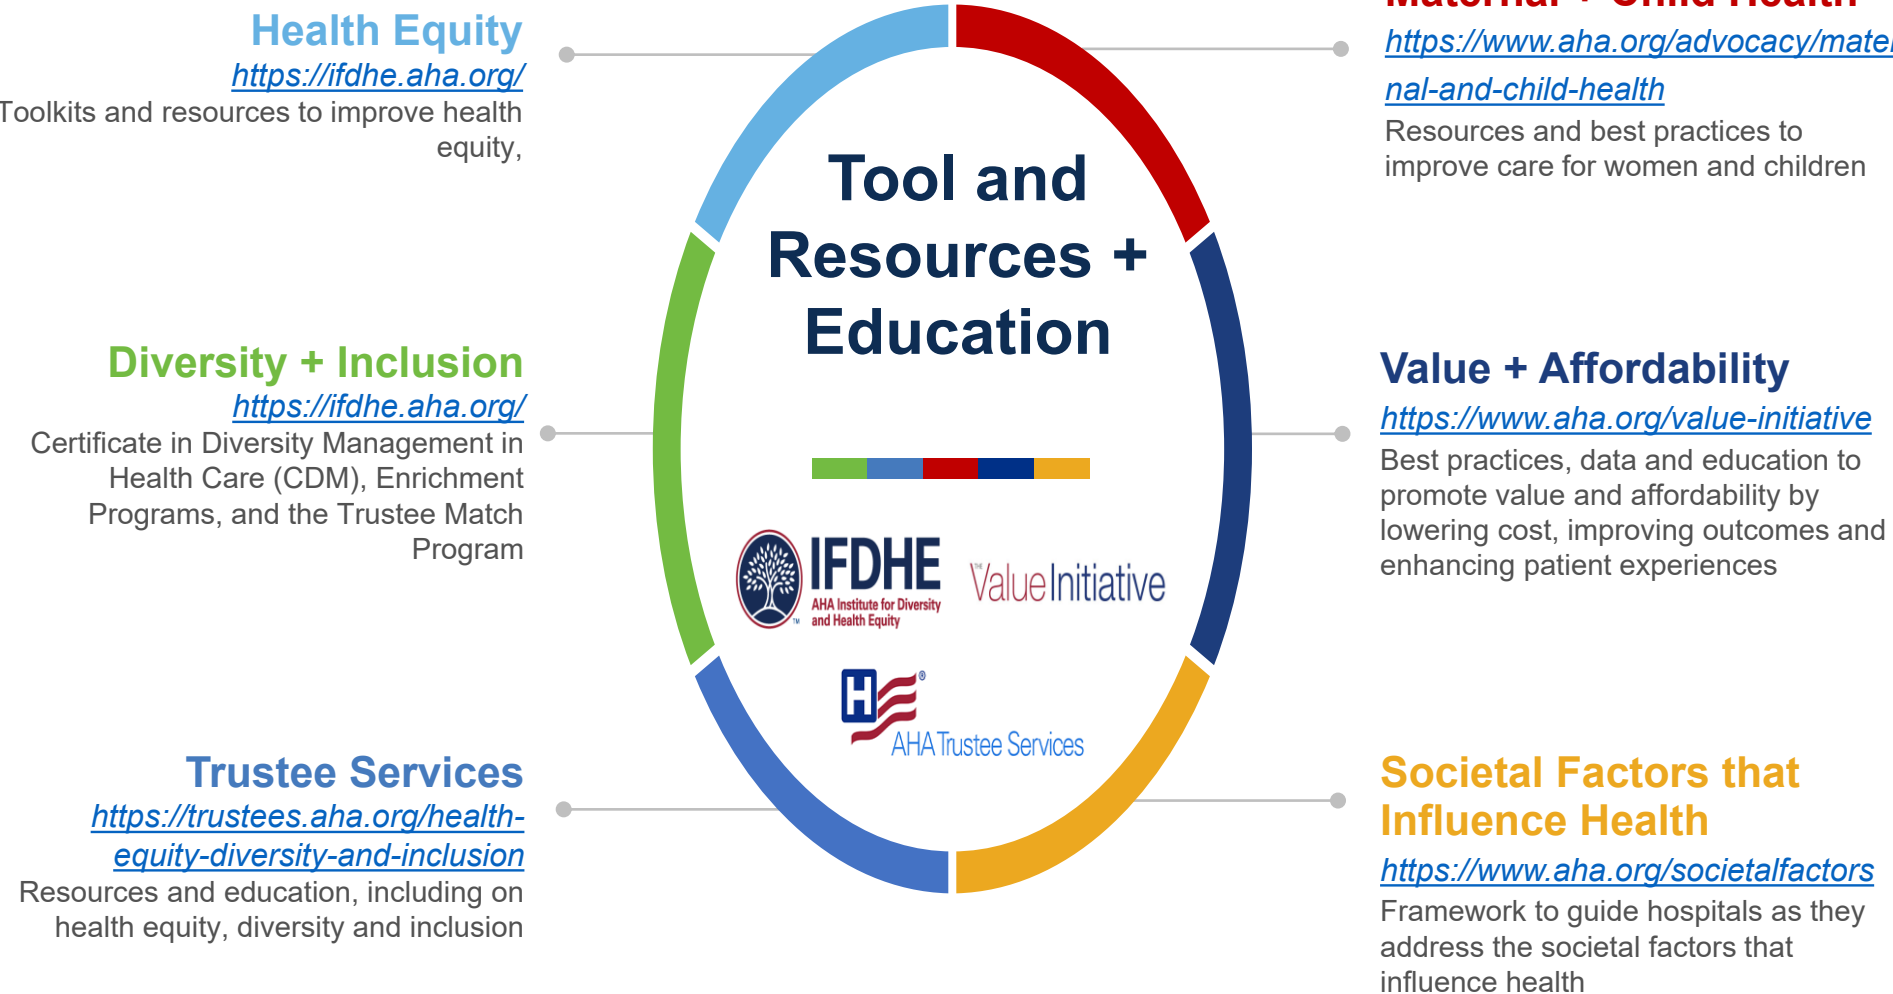 Health Equity
https://ifdhe.aha.org/
Toolkits and resources to improve health
equity,
Diversity + Inclusion
https://ifdhe.aha.org/
Certificate in Diversity Management in
Health Care (CDM), Enrichment
Programs, and the Trustee Match
Program
Trustee Services
https://trustees.aha.org/health-
equity-diversity-and-inclusion
Resources and education, including on
health equity, diversity and inclusion
Tool and
Resources +
Education
IFDHE
AHA Institute for Diversity
and Health Equity
TM
THE
ValueInitiative
H
®
AHA Trustee Services
Maternal + Child Health
https://www.aha.org/advocacy/mater
nal-and-child-health
Resources and best practices to
improve care for women and children
Value + Affordability
https://www.aha.org/value-initiative
Best practices, data and education to
promote value and affordability by
lowering cost, improving outcomes and
enhancing patient experiences
Societal Factors that
Influence Health
https://www.aha.org/societalfactors
Framework to guide hospitals as they
address the societal factors that
influence health